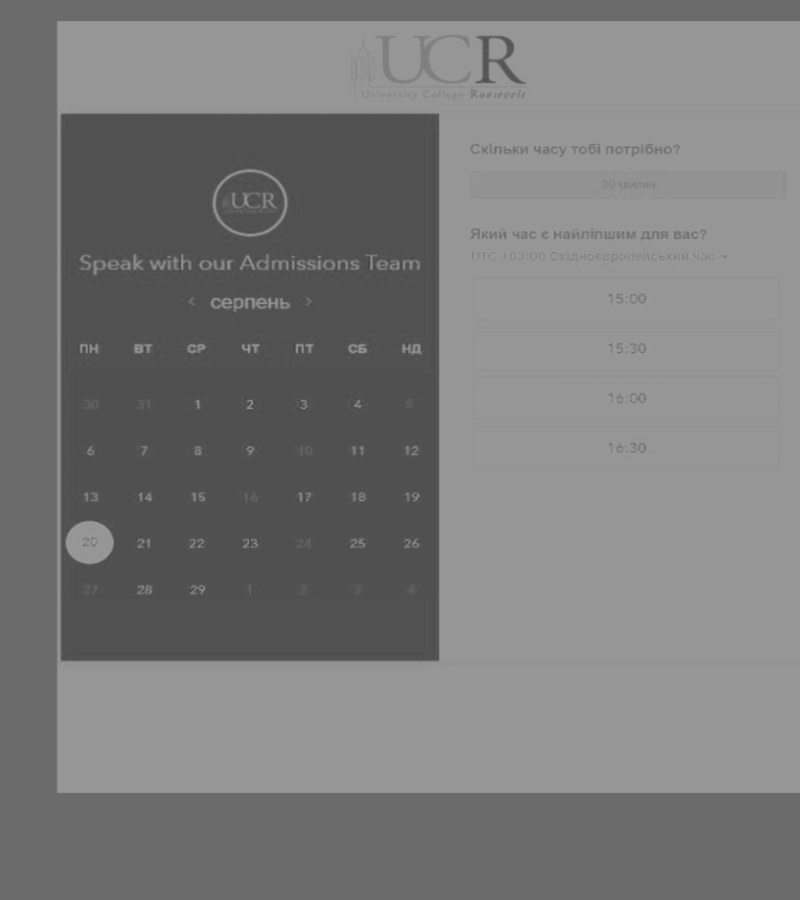 UCR
University College Roosevelt
UCR
Speak with our Admissions Team
< серпень >
ПН ВТ СР ЧТ ПТ СБ НД
30 31 1 2 3 4 5
6 7 8 9 10 11 12
13 14 15 16 17 18 19
20 21 22 23 24 25 26
27 28 29 1 2 3 4
Скільки часу тобі потрібно?
30 хвилин
Який час є найліпшим для вас?
UTC +03:00 Східноєвропейський час
15:00
15:30
16:00
16:30